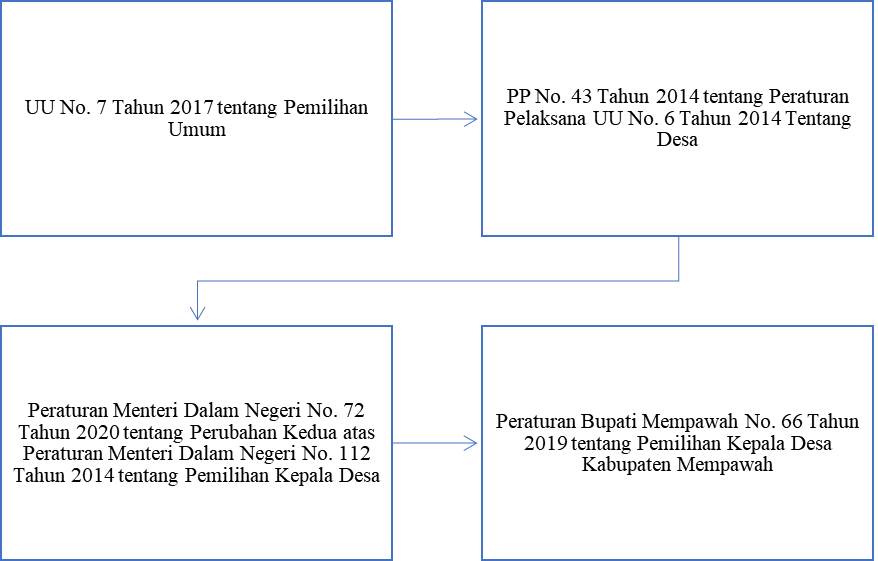 UU No. 7 Tahun 2017 tentang Pemilihan
Umum
PP No. 43 Tahun 2014 tentang Peraturan
Pelaksana UU No. 6 Tahun 2014 Tentang
Desa
Peraturan Menteri Dalam Negeri No. 72
Tahun 2020 tentang Perubahan Kedua atas
Peraturan Menteri Dalam Negeri No. 112
Tahun 2014 tentang Pemilihan Kepala Desa
Peraturan Bupati Mempawah No. 66 Tahun
2019 tentang Pemilihan Kepala Desa
Kabupaten Mempawah